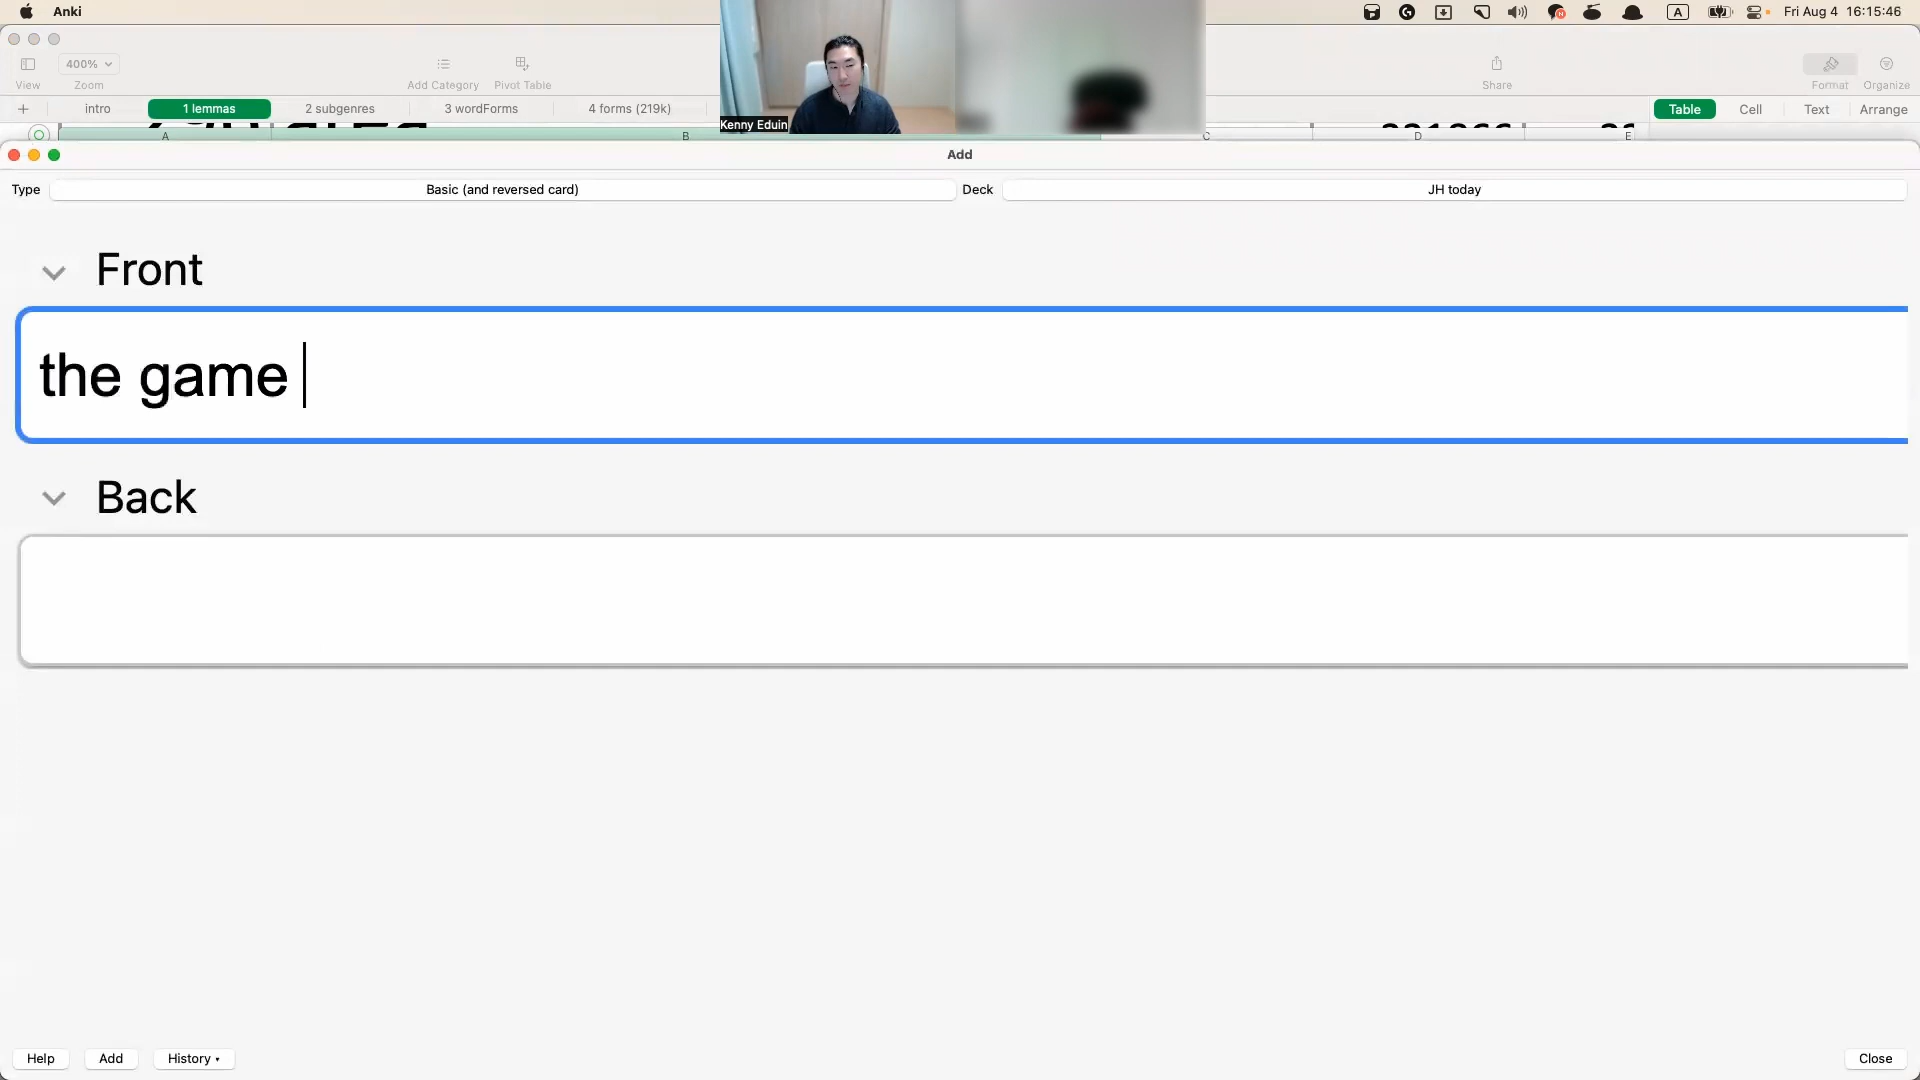 Anki
Fri Aug 4 16:15:46
400%
View
Zoom
Add Category
Pivot Table
Share
Format
Organize
intro
1 lemmas
2 subgenres
3 wordForms
4 forms (219k)
Kenny Eduin
Table
Cell
Text
Arrange
A
B
C
D
E
Add
Type
Basic (and reversed card)
Deck
JH today
Front
the game
Back
Help
Add
History
Close